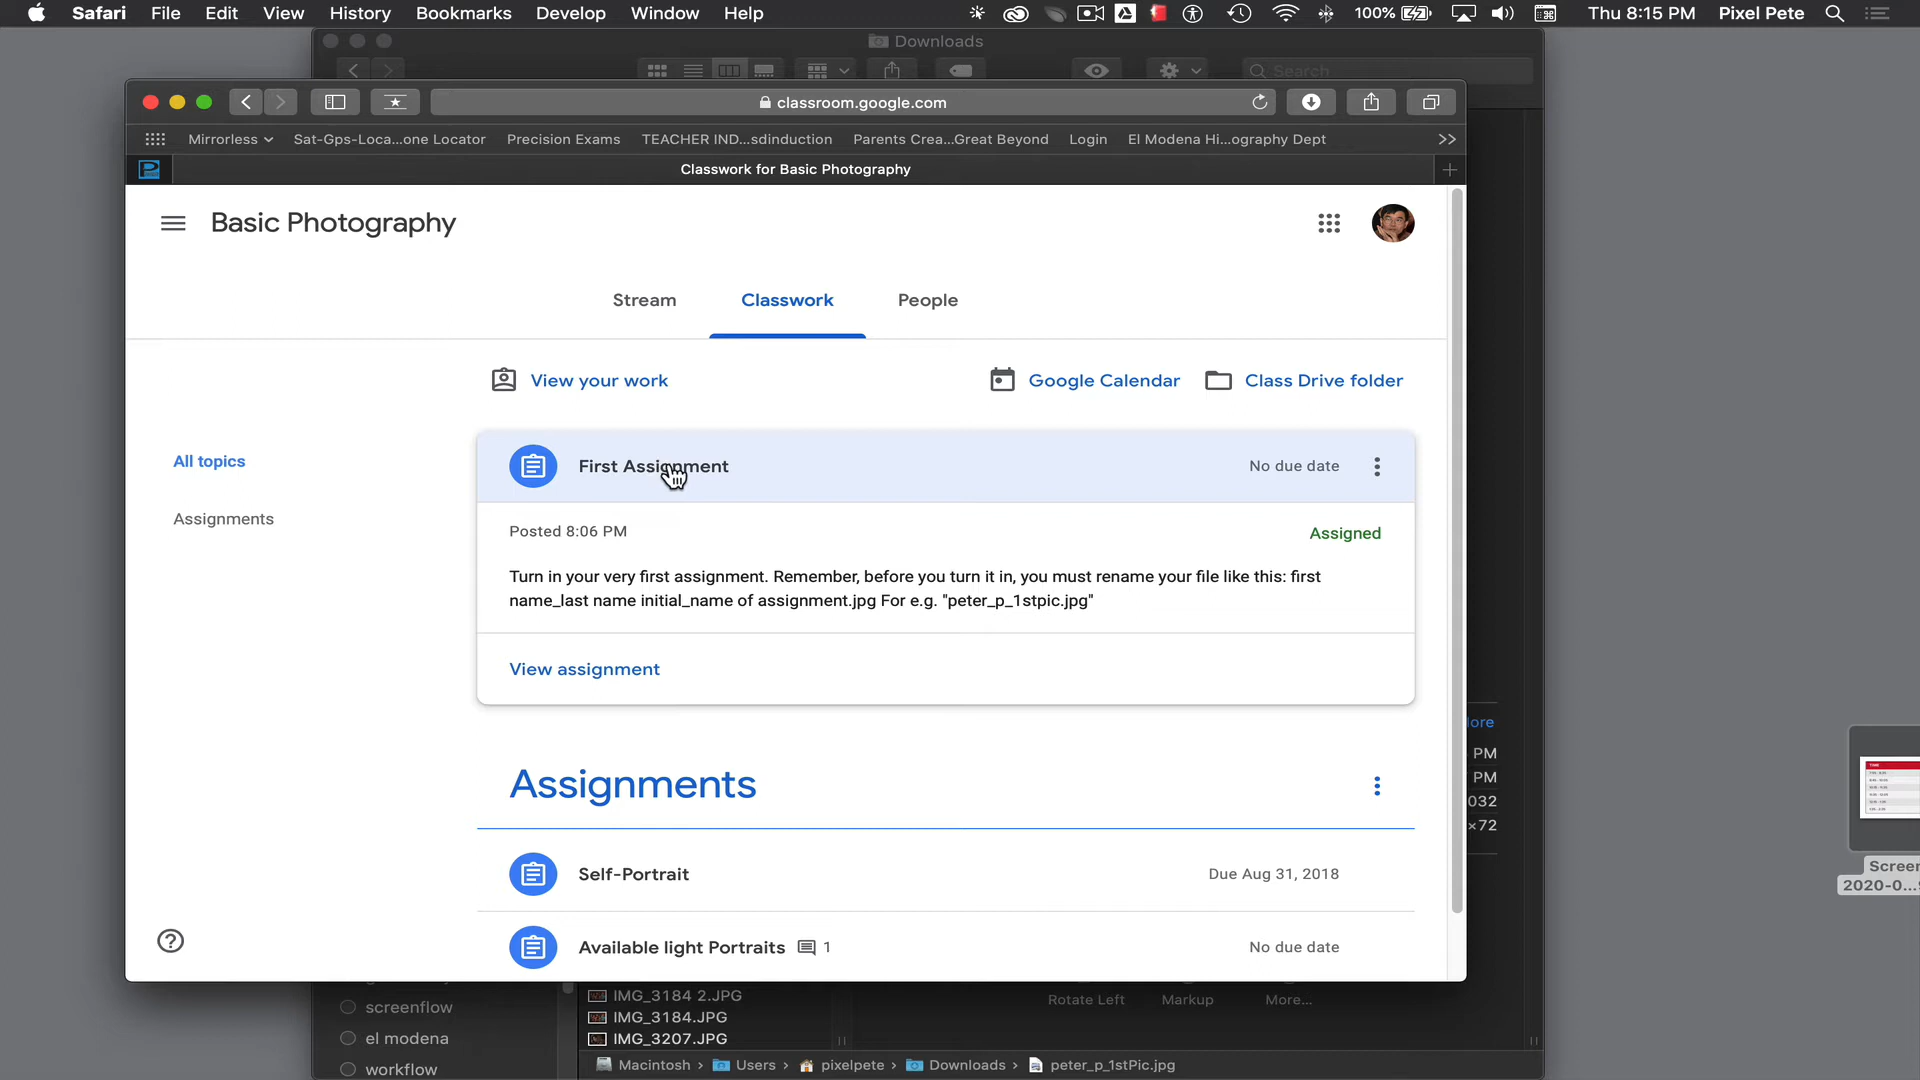 Safari File Edit View History Bookmarks Develop Window Help 100% Thu 8:15 PM Pixel Pete
Downloads
Search
classroom.google.com
Mirrorless Sat-Gps-Loca...one Locator Precision Exams TEACHER IND...sdinduction Parents Crea...Great Beyond Login El Modena Hi...ography Dept
Classwork for Basic Photography
Basic Photography
Stream Classwork People
View your work Google Calendar Class Drive folder
All topics
Assignments
First Assignment No due date
Posted 8:06 PM Assigned
Turn in your very first assignment. Remember, before you turn it in, you must rename your file like this: first
name_last name initial_name of assignment.jpg For e.g. "peter_p_1stpic.jpg"
View assignment
Assignments
Self-Portrait Due Aug 31, 2018
Available light Portraits 1 No due date
PM
PM
032
×72
Screen
2020-0...
screenflow
el modena
workflow
IMG_3184 2.JPG
IMG_3184.JPG
IMG_3207.JPG
Rotate Left Markup More...
Macintosh › Users › pixelpete › Downloads › peter_p_1stPic.jpg